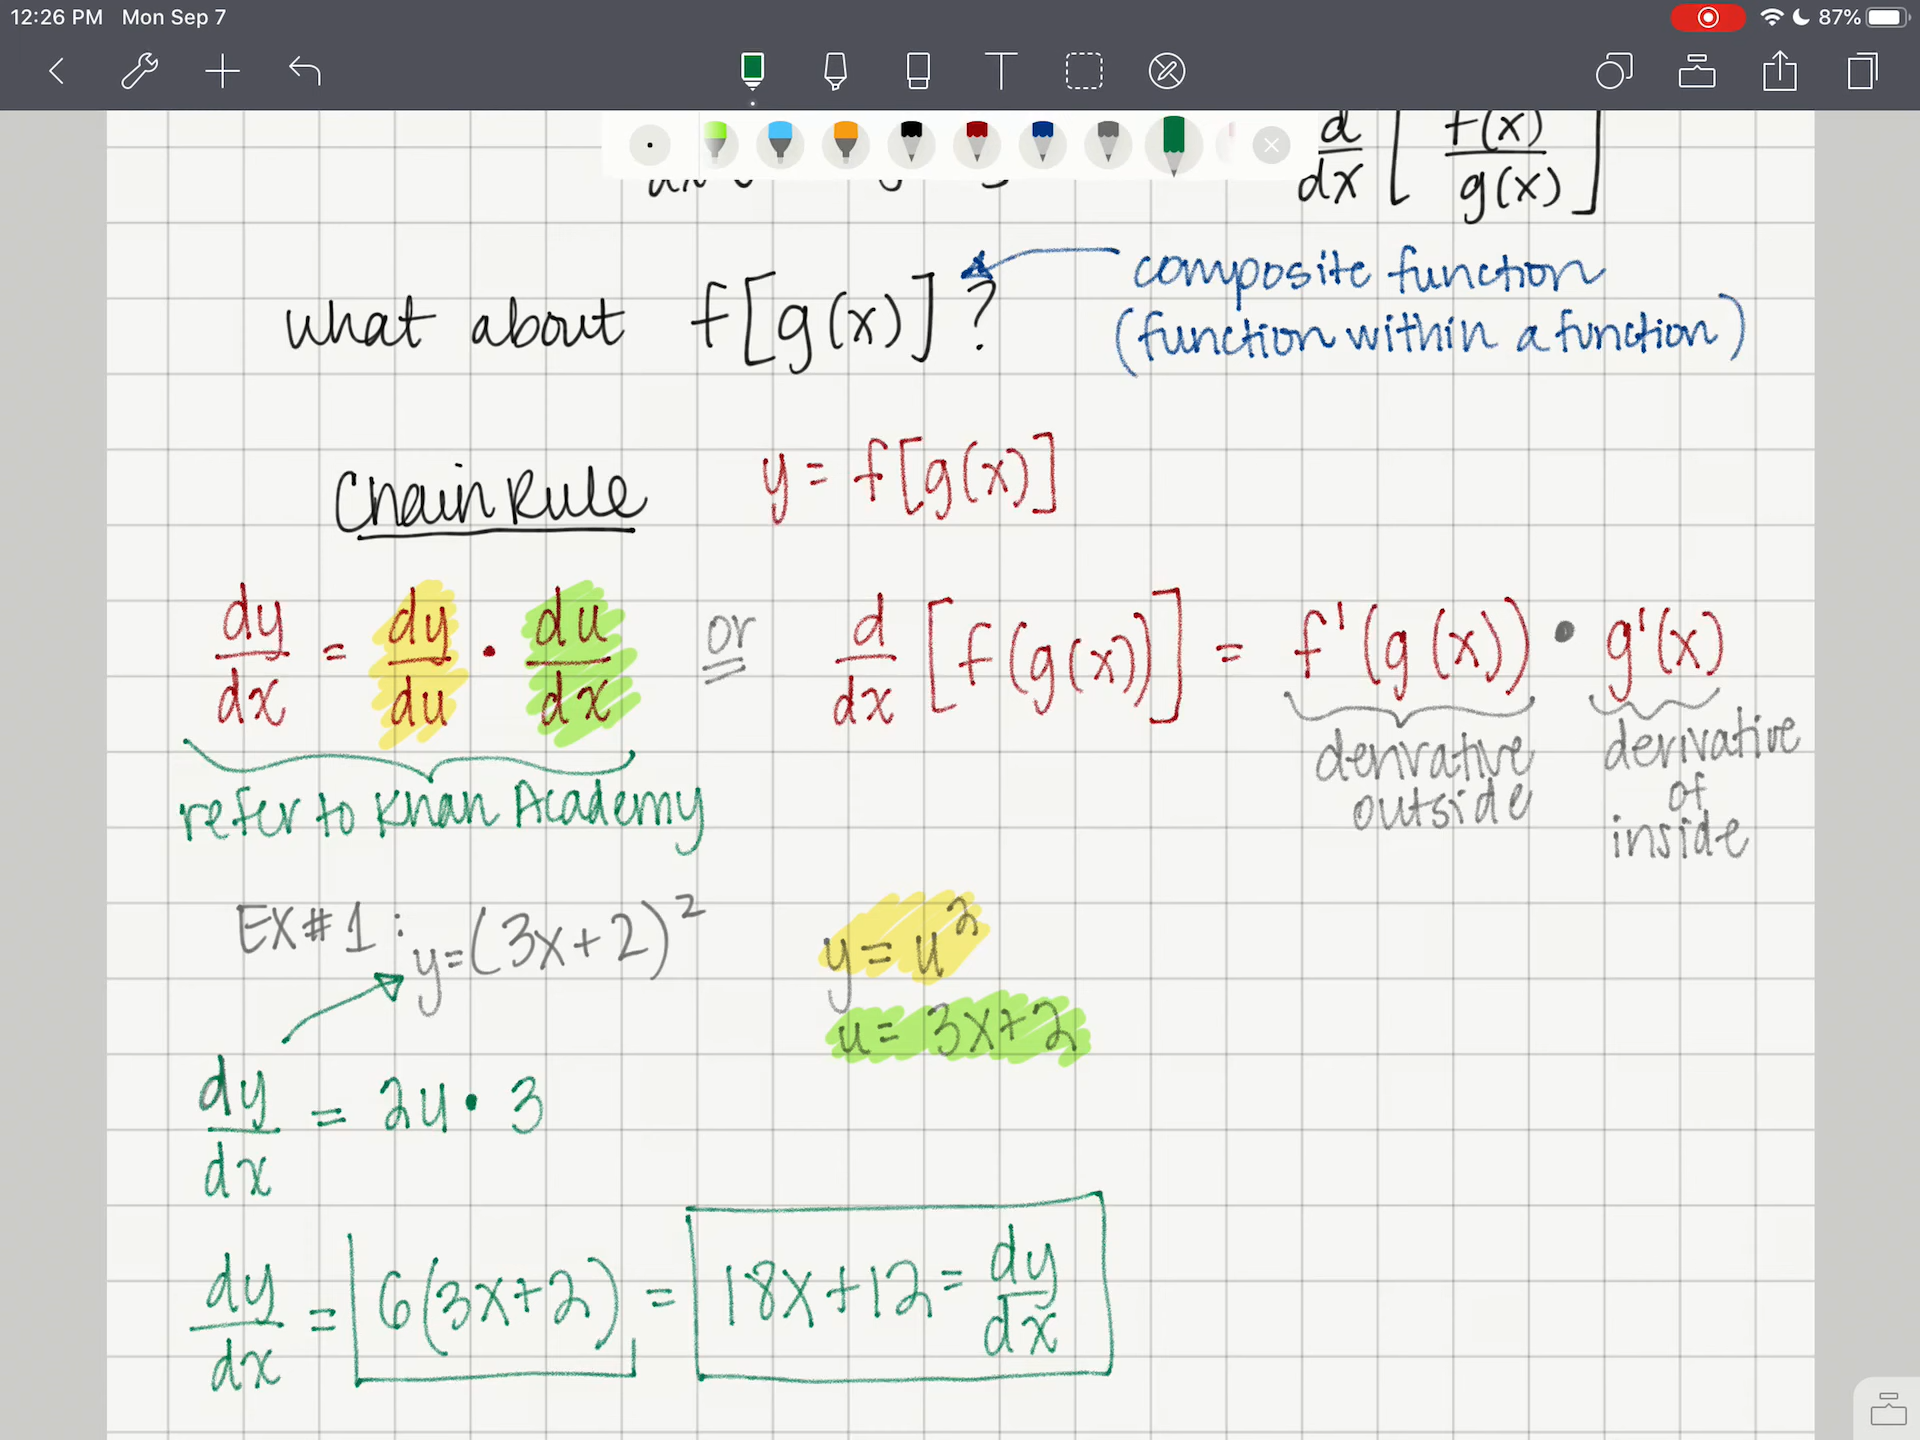 12:26 PM Mon Sep 7
87%
T
d/dx [ f(x)/g(x) ]
what about f[g(x)]?
composite function
(function within a function)
Chain Rule
y = f[g(x)]
dy/dx = dy/du • du/dx or d/dx [f(g(x))] = f'(g(x)) • g'(x)
refer to Khan Academy
derivative
outside
derivative
of
inside
EX#1: y=(3x+2)²
y = u²
u = 3x+2
dy/dx = 2u • 3
dy/dx = 6(3x+2) = 18x+12 = dy/dx